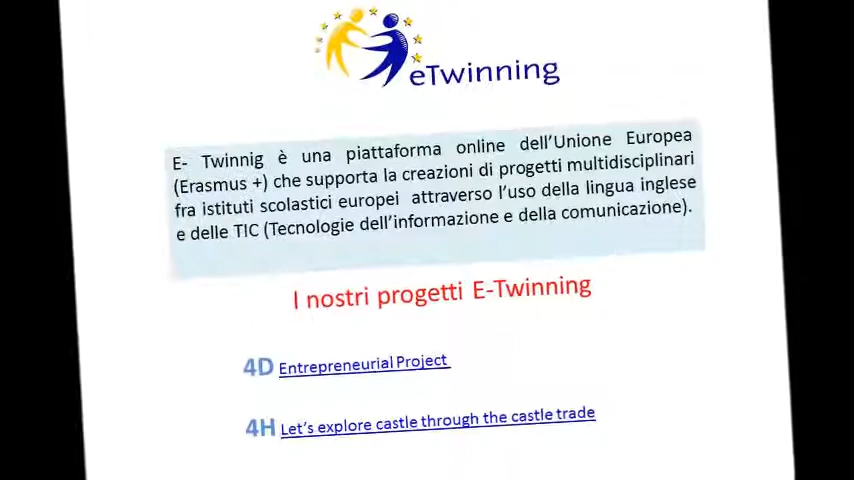 eTwinning
E- Twinnig è una piattaforma online dell'Unione Europea
(Erasmus +) che supporta la creazioni di progetti multidisciplinari
fra istituti scolastici europei attraverso l'uso della lingua inglese
e delle TIC (Tecnologie dell'informazione e della comunicazione).
I nostri progetti E-Twinning
4D Entrepreneurial Project
4H Let's explore castle through the castle trade